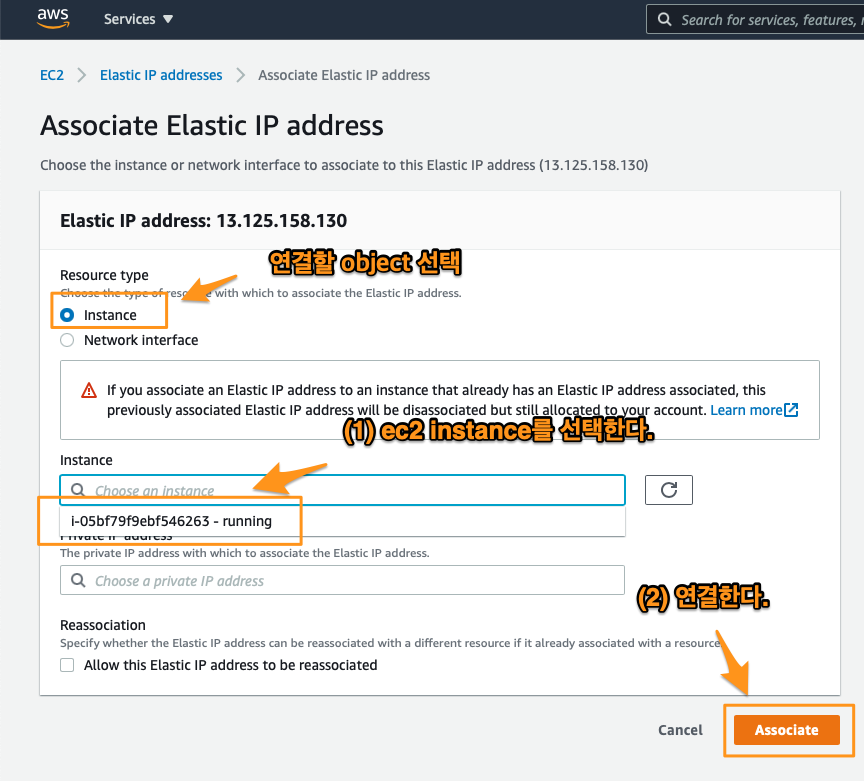 aws Services ▼ Search for services, features,
EC2 > Elastic IP addresses > Associate Elastic IP address
Associate Elastic IP address
Choose the instance or network interface to associate to this Elastic IP address (13.125.158.130)
Elastic IP address: 13.125.158.130
연결할 object 선택
Resource type
Choose the type of resource with which to associate the Elastic IP address.
Instance
Network interface
If you associate an Elastic IP address to an instance that already has an Elastic IP address associated, this
previously associated Elastic IP address will be disassociated but still allocated to your account. Learn more
(1) ec2 instance를 선택한다.
Instance
Choose an instance
i-05bf79f9ebf546263 - running
Private IP address
The private IP address with which to associate the Elastic IP address.
Choose a private IP address
(2) 연결한다.
Reassociation
Specify whether the Elastic IP address can be reassociated with a different resource if it already associated with a resource
Allow this Elastic IP address to be reassociated
Cancel Associate